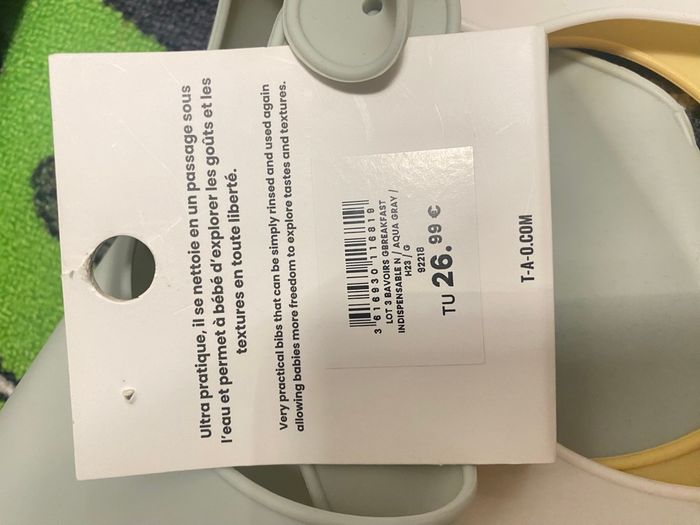 Ultra pratique, il se nettoie en un passage sous
l'eau et permet à bébé d'explorer les goûts et les
textures en toute liberté.
Very practical bibs that can be simply rinsed and used again
allowing babies more freedom to explore tastes and textures.
3 616930 116819
LOT 3 BAVOIRS GBREAKFAST
INDISPENSABLE N / AQUA GRAY /
H23 / G
92218
TU 26.99 €
T-A-O.COM